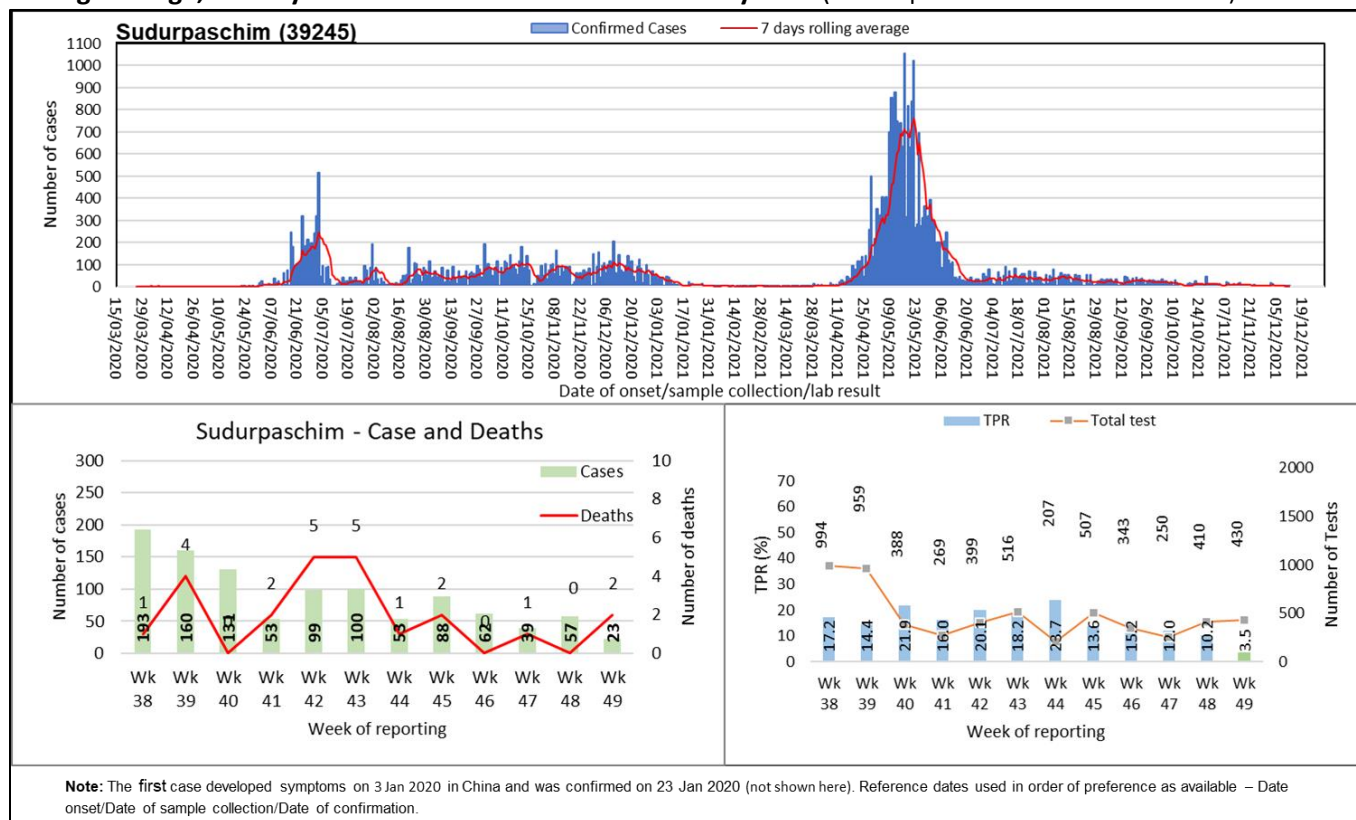 Sudurpaschim (39245)
Confirmed Cases 7 days rolling average
Number of cases
1100
1000
900
800
700
600
500
400
300
200
100
0
15/03/2020 29/03/2020 12/04/2020 26/04/2020 10/05/2020 24/05/2020 07/06/2020 21/06/2020 05/07/2020 19/07/2020 02/08/2020 16/08/2020 30/08/2020 13/09/2020 27/09/2020 11/10/2020 25/10/2020 08/11/2020 22/11/2020 06/12/2020 20/12/2020 03/01/2021 17/01/2021 31/01/2021 14/02/2021 28/02/2021 14/03/2021 28/03/2021 11/04/2021 25/04/2021 09/05/2021 23/05/2021 06/06/2021 20/06/2021 04/07/2021 18/07/2021 01/08/2021 15/08/2021 29/08/2021 12/09/2021 26/09/2021 10/10/2021 24/10/2021 07/11/2021 21/11/2021 05/12/2021 19/12/2021
Date of onset/sample collection/lab result
Sudurpaschim - Case and Deaths
Cases
Deaths
Number of cases
300
250
200
150
100
50
0
Number of deaths
10
8
6
4
2
0
1 4 0 2 5 5 1 2 0 1 0 2
193 160 131 53 99 100 53 88 62 39 57 23
Wk 38 Wk 39 Wk 40 Wk 41 Wk 42 Wk 43 Wk 44 Wk 45 Wk 46 Wk 47 Wk 48 Wk 49
Week of reporting
TPR Total test
TPR (%)
70
60
50
40
30
20
10
0
Number of Tests
2000
1500
1000
500
0
994 959 388 269 399 516 207 507 343 250 410 430
17.2 14.4 21.9 16.0 20.1 18.2 23.7 13.6 15.2 12.0 10.2 3.5
Wk 38 Wk 39 Wk 40 Wk 41 Wk 42 Wk 43 Wk 44 Wk 45 Wk 46 Wk 47 Wk 48 Wk 49
Week of reporting
Note: The first case developed symptoms on 3 Jan 2020 in China and was confirmed on 23 Jan 2020 (not shown here). Reference dates used in order of preference as available – Date
onset/Date of sample collection/Date of confirmation.